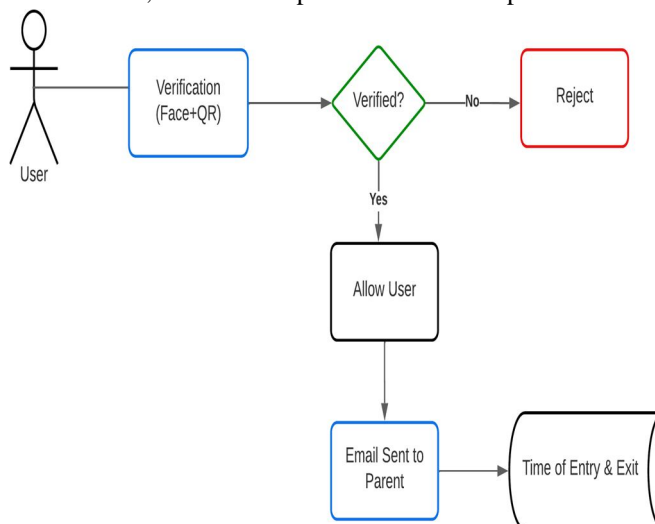 User
Verification
(Face+QR)
Verified?
No
Reject
Yes
Allow User
Email Sent to
Parent
Time of Entry & Exit